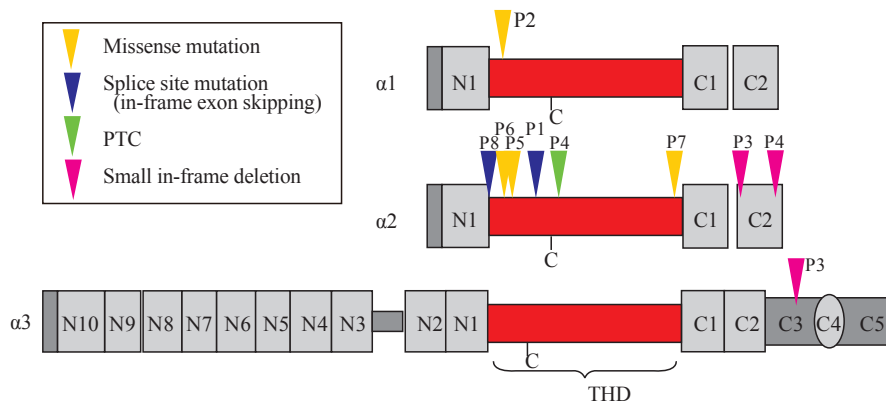 Missense mutation
Splice site mutation
(in-frame exon skipping)
PTC
Small in-frame deletion
P2
α1 N1 C1 C2
C
P8 P6 P5 P1 P4 P7 P3 P4
α2 N1 C1 C2
C
P3
α3 N10 N9 N8 N7 N6 N5 N4 N3 N2 N1 C1 C2 C3 C4 C5
C
THD